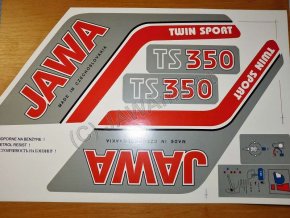 JAWA
MADE IN CZECHOSLOVAKIA
TWIN SPORT
TS 350
TS 350
TWIN SPORT
JAWA
MADE IN CZECHOSLOVAKIA